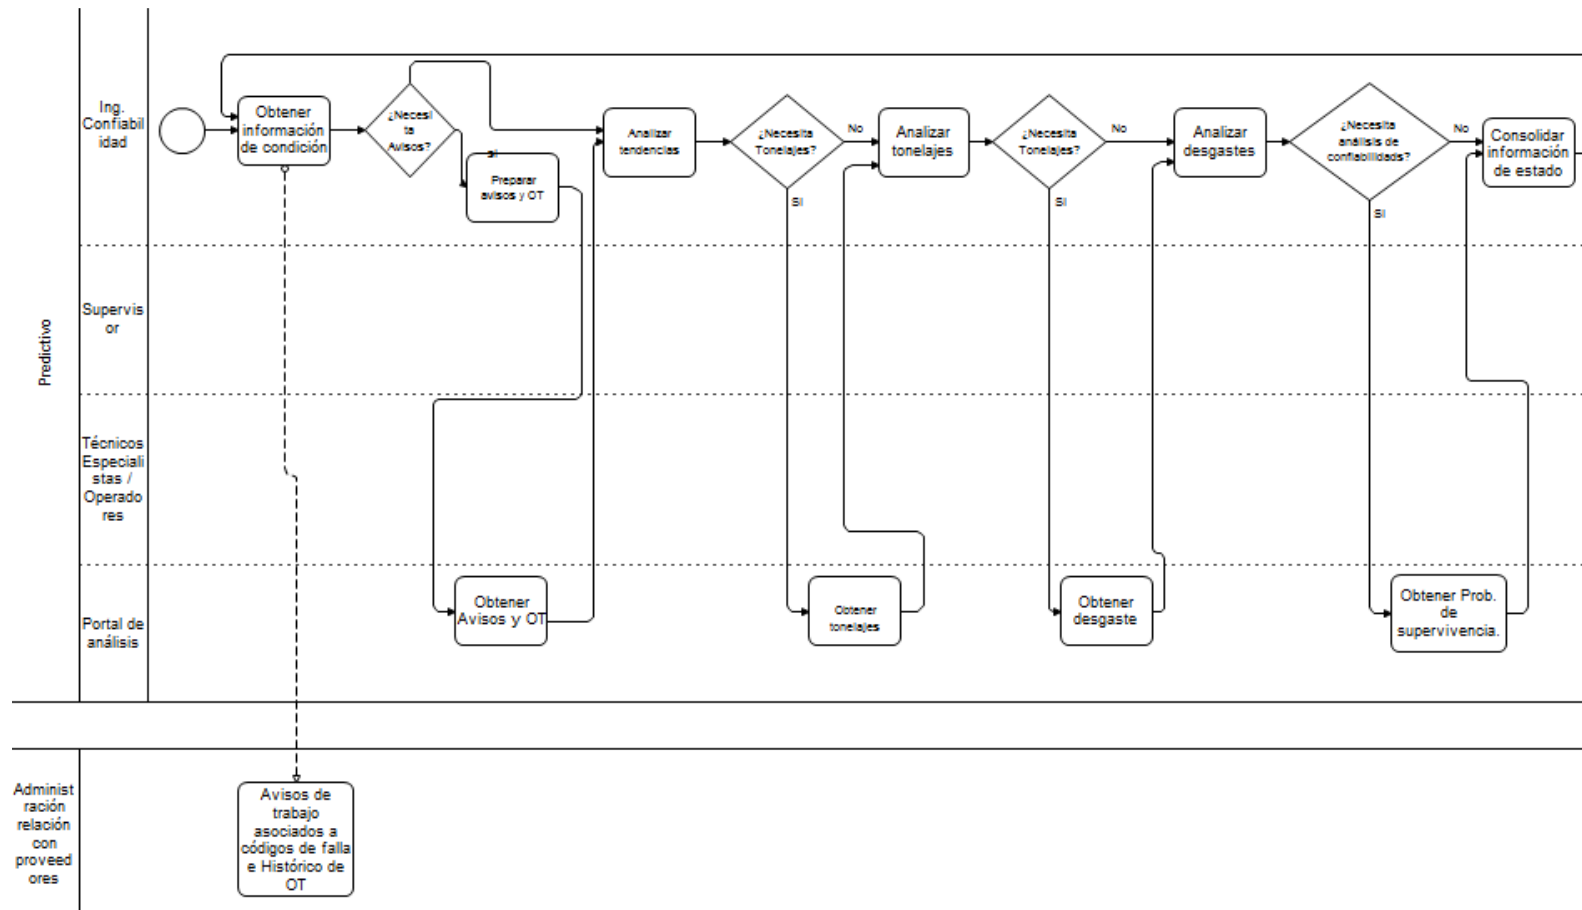 Predictivo
Ing.
Confiabil
idad
Obtener
información
de condición
¿Necesi
ta
Avisos?
si
Preparar
avisos y OT
Analizar
tendencias
¿Necesita
Tonelajes?
No
SI
Analizar
tonelajes
¿Necesita
Tonelajes?
No
SI
Analizar
desgastes
¿Necesita
análisis de
confiabilidads?
No
SI
Consolidar
información
de estado
Supervis
or
Técnicos
Especiali
stas /
Operado
res
Portal de
análisis
Obtener
Avisos y OT
Obtener
tonelajes
Obtener
desgaste
Obtener Prob.
de
supervivencia.
Administ
ración
relación
con
proveed
ores
Avisos de
trabajo
asociados a
códigos de falla
e Histórico de
OT